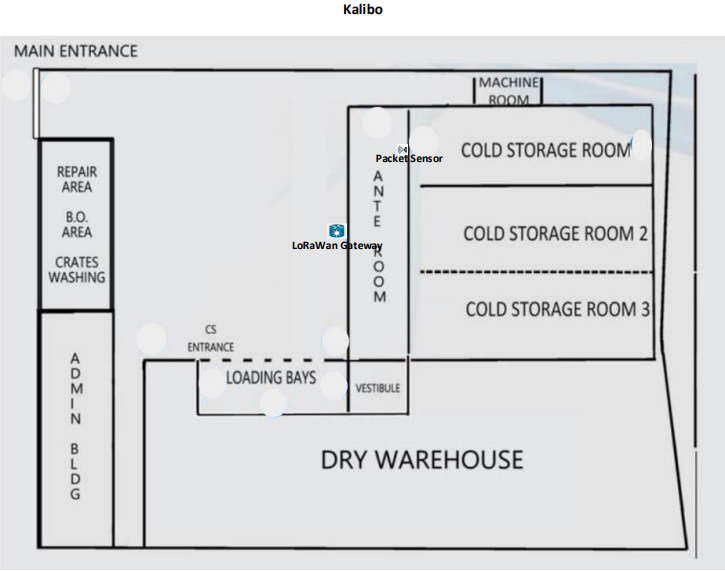 Kalibo
MAIN ENTRANCE
MACHINE
ROOM
COLD STORAGE ROOM
Packet Sensor
REPAIR
AREA
B.O.
AREA
CRATES
WASHING
ANTE ROOM
LoRaWan Gateway
COLD STORAGE ROOM 2
COLD STORAGE ROOM 3
CS
ENTRANCE
LOADING BAYS
VESTIBULE
ADMIN BLDG
DRY WAREHOUSE